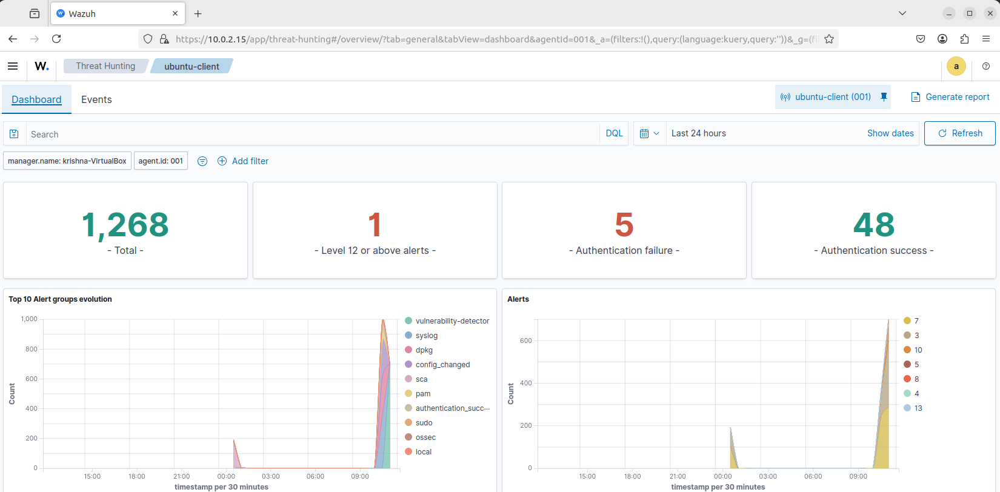 Wazuh
https://10.0.2.15/app/threat-hunting#/overview/?tab=general&tabView=dashboard&agentId=001&_a=(filters:!(),query:(language:kuery,query:''))&_g=(fi
W. Threat Hunting ubuntu-client a
Dashboard Events ubuntu-client (001) Generate report
Search DQL Last 24 hours Show dates Refresh
manager.name: krishna-VirtualBox agent.id: 001 Add filter
1,268 1 5 48
- Total - - Level 12 or above alerts - - Authentication failure - - Authentication success -
Top 10 Alert groups evolution
1,000
800
600
400
200
0
Count
15:00 18:00 21:00 00:00 03:00 06:00 09:00
timestamp per 30 minutes
vulnerability-detector
syslog
dpkg
config_changed
sca
pam
authentication_succ...
sudo
ossec
local
Alerts
600
400
200
0
Count
15:00 18:00 21:00 00:00 03:00 06:00 09:00
timestamp per 30 minutes
7
3
10
5
8
4
13